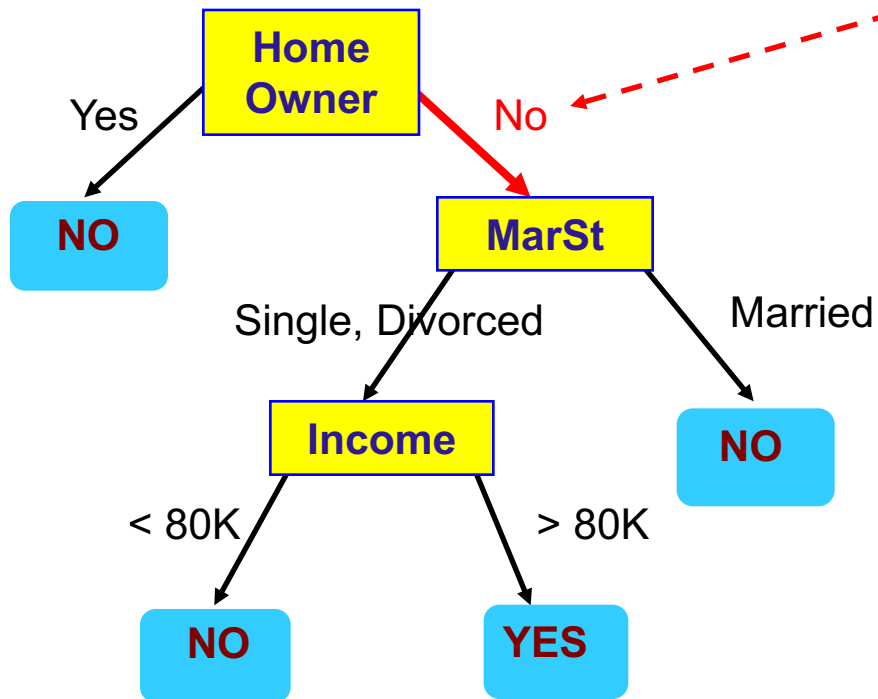 Home
Owner
Yes
No
NO
MarSt
Single, Divorced
Married
Income
NO
< 80K
> 80K
NO
YES